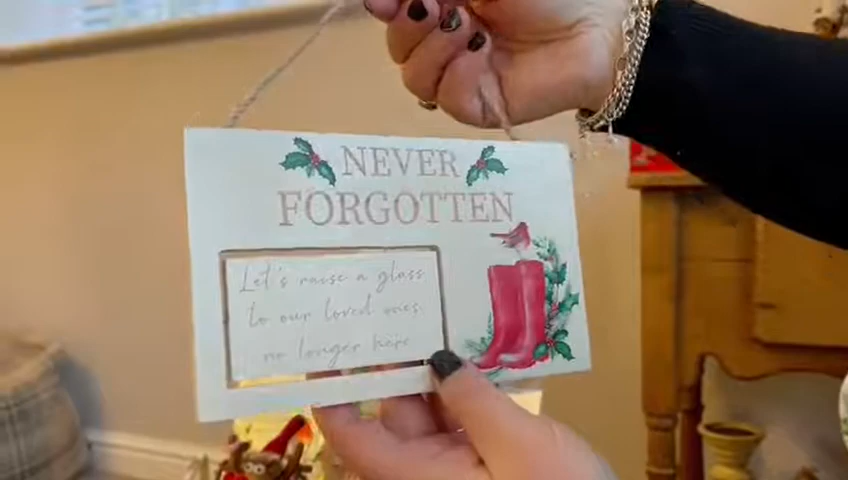 NEVER
FORGOTTEN
Let's raise a glass
to our loved ones
no longer here